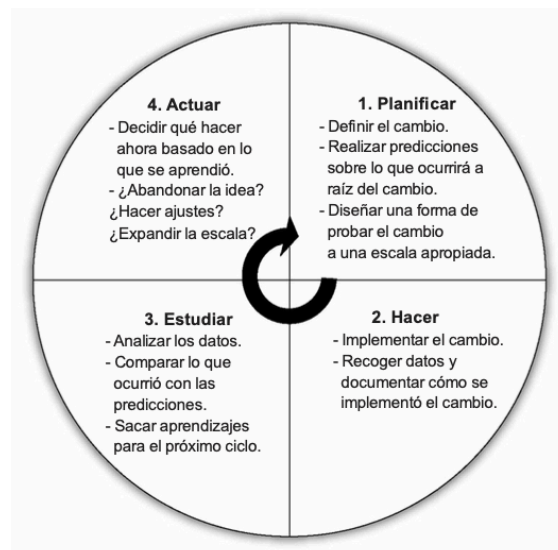 1. Planificar
- Definir el cambio.
- Realizar predicciones
sobre lo que ocurrirá a
raíz del cambio.
- Diseñar una forma de
probar el cambio
a una escala apropiada.
2. Hacer
- Implementar el cambio.
- Recoger datos y
documentar cómo se
implementó el cambio.
3. Estudiar
- Analizar los datos.
- Comparar lo que
ocurrió con las
predicciones.
- Sacar aprendizajes
para el próximo ciclo.
4. Actuar
- Decidir qué hacer
ahora basado en lo
que se aprendió.
- ¿Abandonar la idea?
¿Hacer ajustes?
¿Expandir la escala?